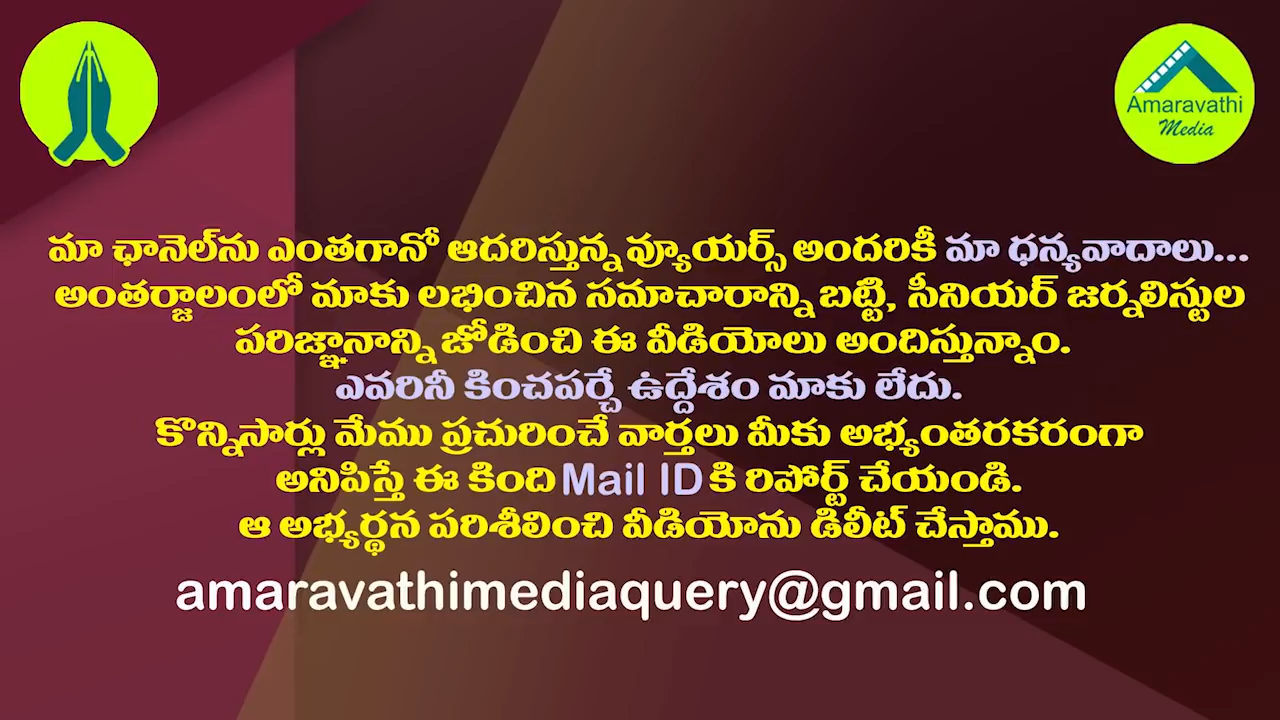 Amaravathi
Media
మా ఛానెల్‌ను ఎంతగానో ఆదరిస్తున్న వ్యూయర్స్ అందరికీ మా ధన్యవాదాలు...
అంతర్జాలంలో మాకు లభించిన సమాచారాన్ని బట్టి, సీనియర్ జర్నలిస్టుల
పరిజ్ఞానాన్ని జోడించి ఈ వీడియోలు అందిస్తున్నాం.
ఎవరినీ కించపర్చే ఉద్దేశం మాకు లేదు.
కొన్నిసార్లు మేము ప్రచురించే వార్తలు మీకు అభ్యంతరకరంగా
అనిపిస్తే ఈ కింది Mail ID కి రిపోర్ట్ చేయండి.
ఆ అభ్యర్థన పరిశీలించి వీడియోను డిలీట్ చేస్తాము.
amaravathimediaquery@gmail.com